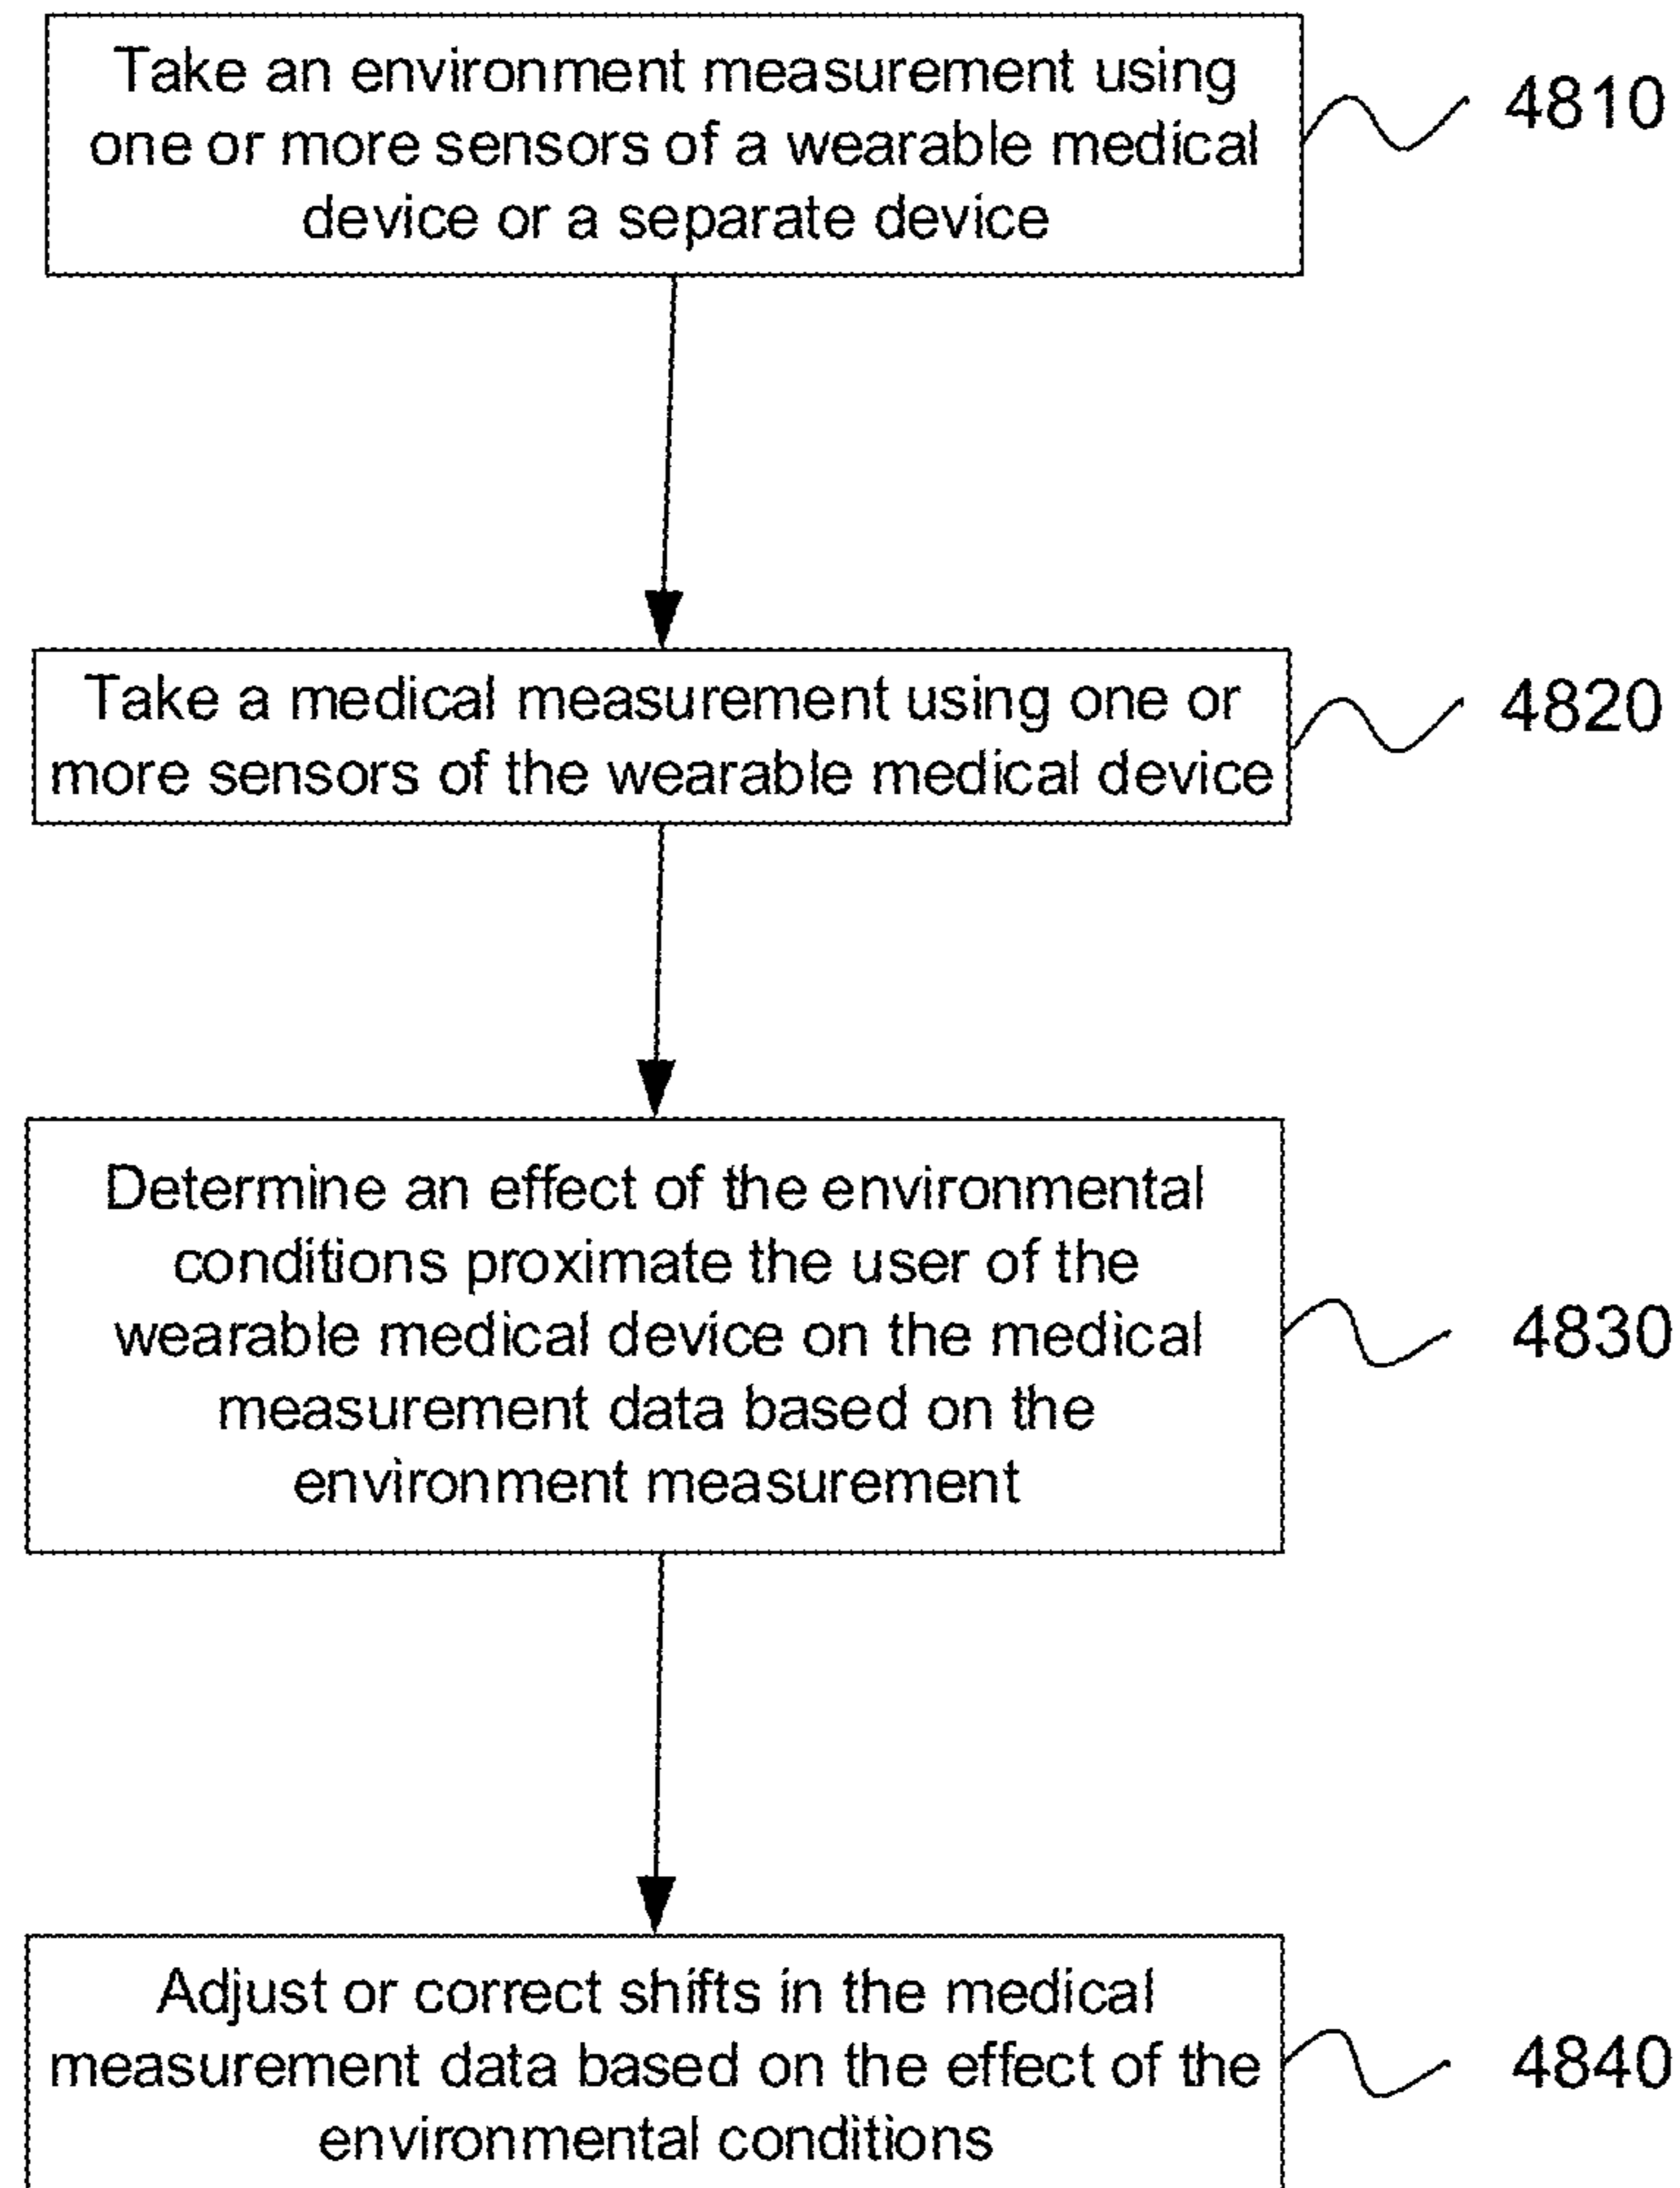 Take an environment measurement using
one or more sensors of a wearable medical
device or a separate device
4810
Take a medical measurement using one or
more sensors of the wearable medical device
4820
Determine an effect of the environmental
conditions proximate the user of the
wearable medical device on the medical
measurement data based on the
environment measurement
4830
Adjust or correct shifts in the medical
measurement data based on the effect of the
environmental conditions
4840